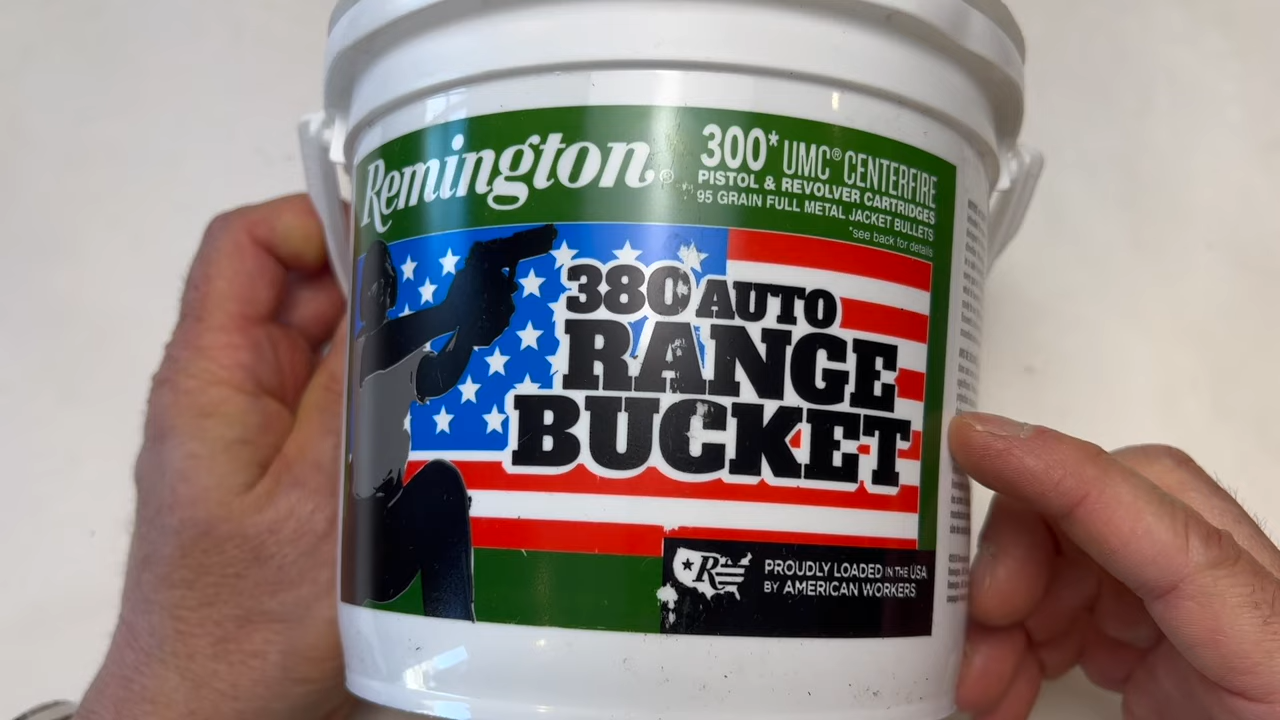 Remington®
300* UMC® CENTERFIRE
PISTOL & REVOLVER CARTRIDGES
95 GRAIN FULL METAL JACKET BULLETS
*see back for details
380 AUTO
RANGE
BUCKET
R
PROUDLY LOADED IN THE USA
BY AMERICAN WORKERS